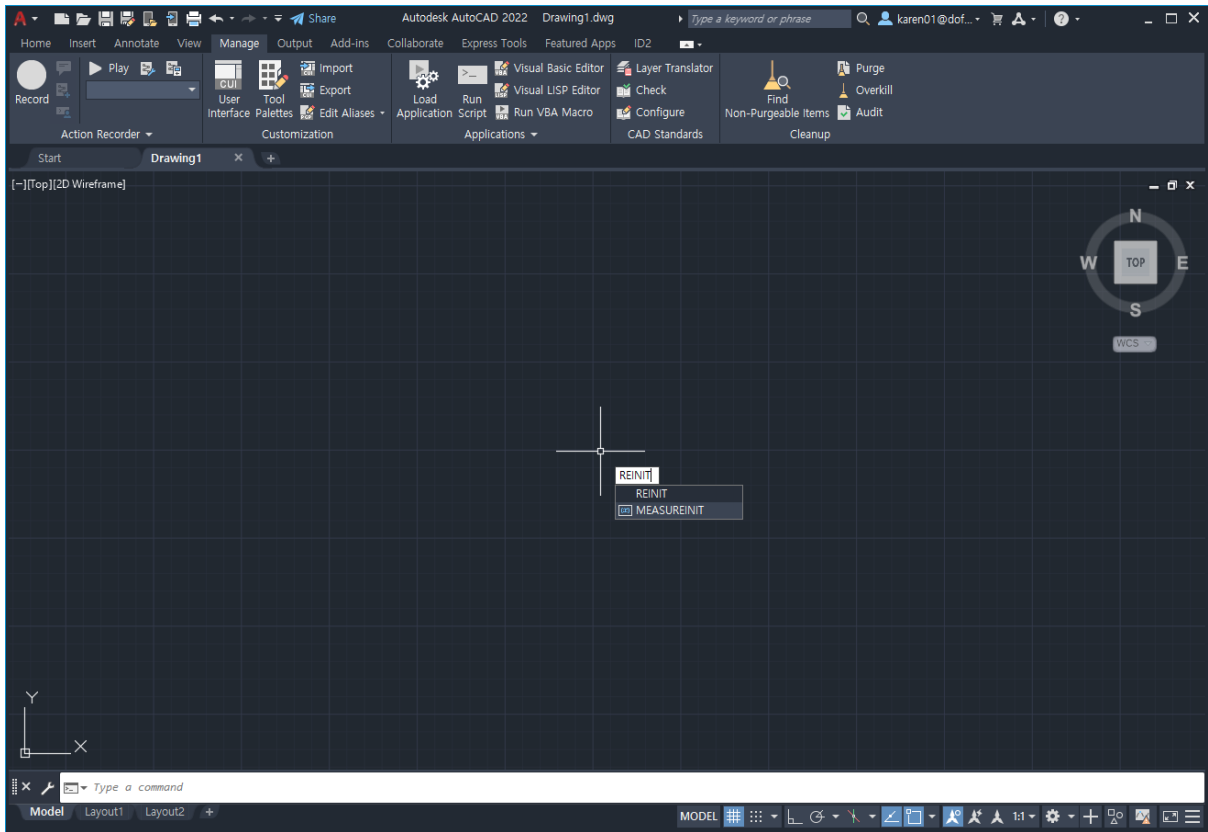 Share Autodesk AutoCAD 2022 Drawing1.dwg Type a keyword or phrase karen01@dof...
Home Insert Annotate View Manage Output Add-ins Collaborate Express Tools Featured Apps ID2
Play Import Visual Basic Editor Layer Translator Purge
CUI
Export Visual LISP Editor Check Overkill
Record User Tool Load Run Find
Interface Palettes Edit Aliases Application Script Run VBA Macro Configure Non-Purgeable Items Audit
Action Recorder Customization Applications CAD Standards Cleanup
Start Drawing1
[−][Top][2D Wireframe]
N
W TOP E
S
WCS
REINIT
REINIT
MEASUREINIT
Y
X
Type a command
Model Layout1 Layout2 + MODEL 1:1